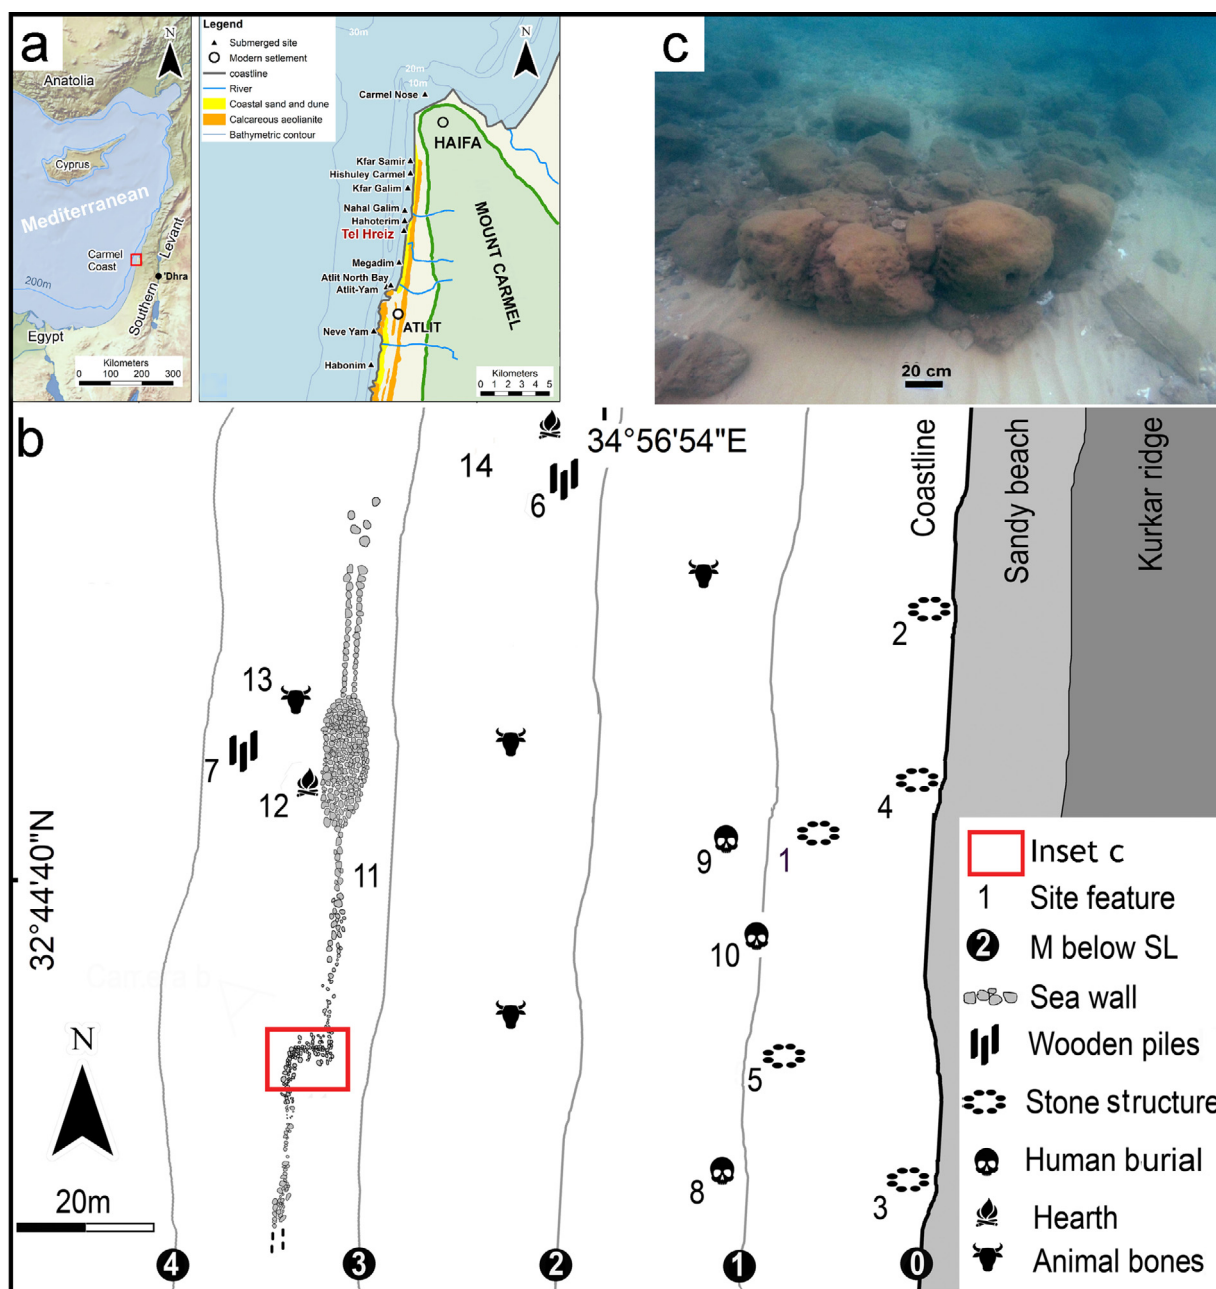 a
N
Anatolia
Cyprus
Mediterranean
Carmel
Coast
Levant
'Dhra
Southern
200m
Egypt
Kilometers
0 100 200 300
Legend
Submerged site
Modern setlement
coastline
River
Coastal sand and dune
Calcareous aeolianite
Bathymetric contour
30m
20m
10m
N
Carmel Nose
HAIFA
Kfar Samir
Hishuley Carmel
Kfar Galim
Nahal Galim
Hahoterim
Tel Hreiz
Megadim
Atlit North Bay
Atlit-Yam
ATLIT
Neve Yam
Habonim
MOUNT CARMEL
Kilometers
0 1 2 3 4 5
c
20 cm
b
34°56'54"E
14
6
Coastline
Sandy beach
Kurkar ridge
2
13
7
12
4
32°44'40"N
11
9
1
10
5
8
3
N
20m
4
3
2
1
0
Inset c
1 Site feature
2 M below SL
Sea wall
Wooden piles
Stone structure
Human burial
Hearth
Animal bones